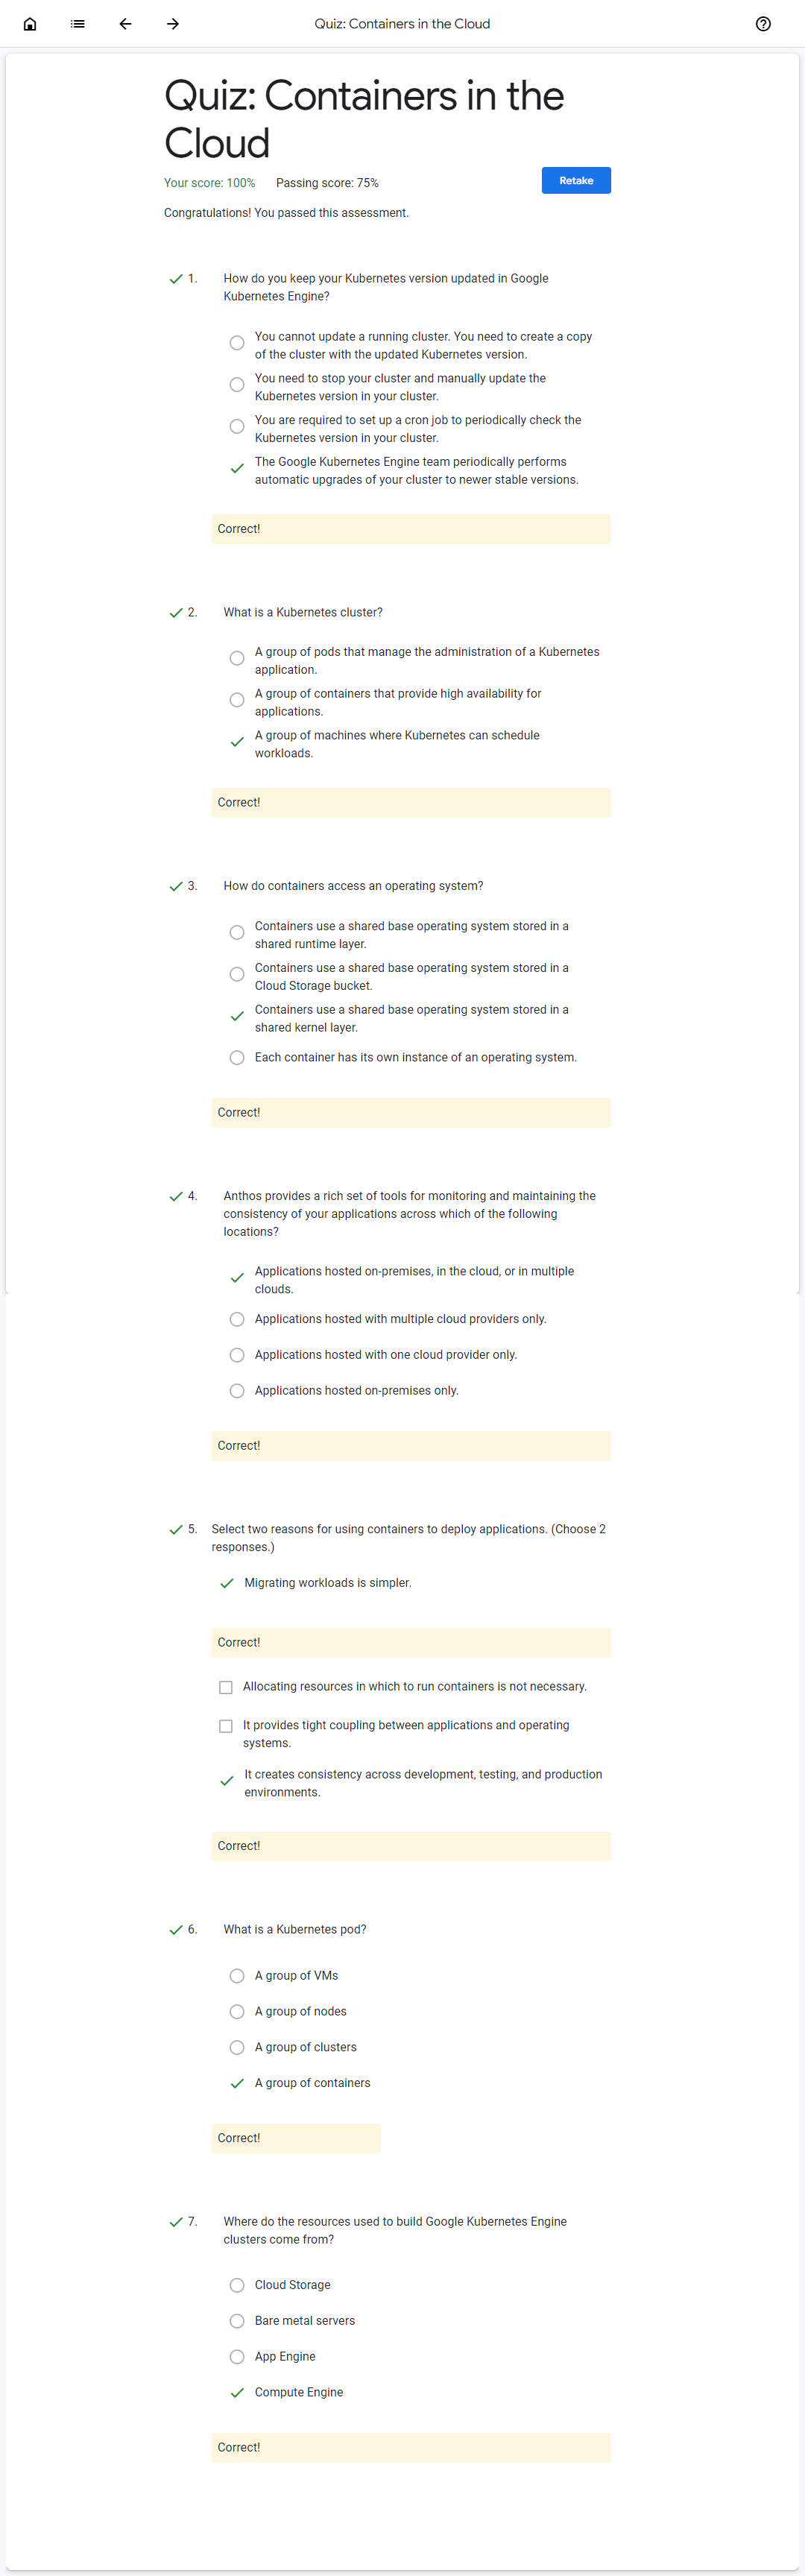 Quiz: Containers in the Cloud
Quiz: Containers in the
Cloud
Your score: 100% Passing score: 75%
Retake
Congratulations! You passed this assessment.
1. How do you keep your Kubernetes version updated in Google
Kubernetes Engine?
You cannot update a running cluster. You need to create a copy
of the cluster with the updated Kubernetes version.
You need to stop your cluster and manually update the
Kubernetes version in your cluster.
You are required to set up a cron job to periodically check the
Kubernetes version in your cluster.
The Google Kubernetes Engine team periodically performs
automatic upgrades of your cluster to newer stable versions.
Correct!
2. What is a Kubernetes cluster?
A group of pods that manage the administration of a Kubernetes
application.
A group of containers that provide high availability for
applications.
A group of machines where Kubernetes can schedule
workloads.
Correct!
3. How do containers access an operating system?
Containers use a shared base operating system stored in a
shared runtime layer.
Containers use a shared base operating system stored in a
Cloud Storage bucket.
Containers use a shared base operating system stored in a
shared kernel layer.
Each container has its own instance of an operating system.
Correct!
4. Anthos provides a rich set of tools for monitoring and maintaining the
consistency of your applications across which of the following
locations?
Applications hosted on-premises, in the cloud, or in multiple
clouds.
Applications hosted with multiple cloud providers only.
Applications hosted with one cloud provider only.
Applications hosted on-premises only.
Correct!
5. Select two reasons for using containers to deploy applications. (Choose 2
responses.)
Migrating workloads is simpler.
Correct!
Allocating resources in which to run containers is not necessary.
It provides tight coupling between applications and operating
systems.
It creates consistency across development, testing, and production
environments.
Correct!
6. What is a Kubernetes pod?
A group of VMs
A group of nodes
A group of clusters
A group of containers
Correct!
7. Where do the resources used to build Google Kubernetes Engine
clusters come from?
Cloud Storage
Bare metal servers
App Engine
Compute Engine
Correct!